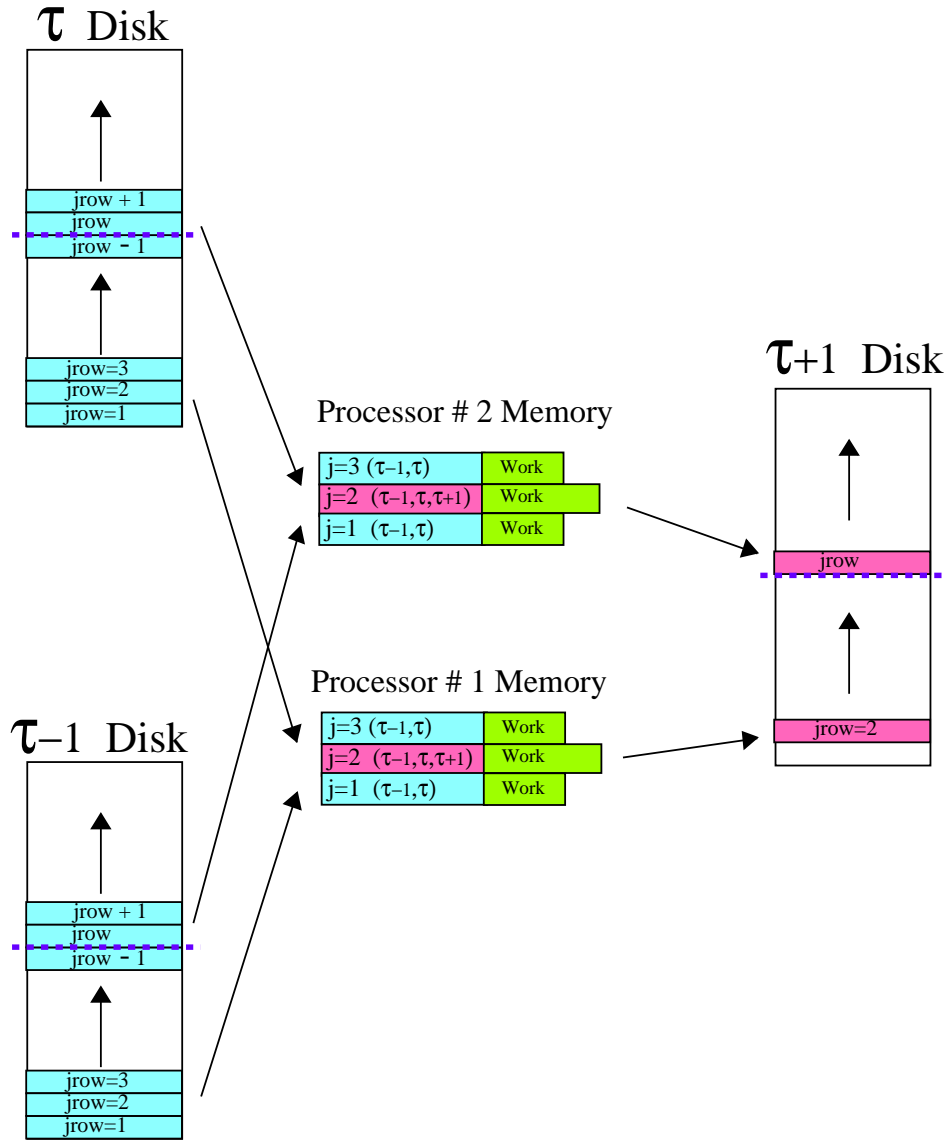 τ Disk
jrow + 1
jrow
jrow - 1
jrow=3
jrow=2
jrow=1
Processor # 2 Memory
j=3 (τ-1,τ) Work
j=2 (τ-1,τ,τ+1) Work
j=1 (τ-1,τ) Work
τ+1 Disk
jrow
jrow=2
Processor # 1 Memory
j=3 (τ-1,τ) Work
j=2 (τ-1,τ,τ+1) Work
j=1 (τ-1,τ) Work
τ-1 Disk
jrow + 1
jrow
jrow - 1
jrow=3
jrow=2
jrow=1